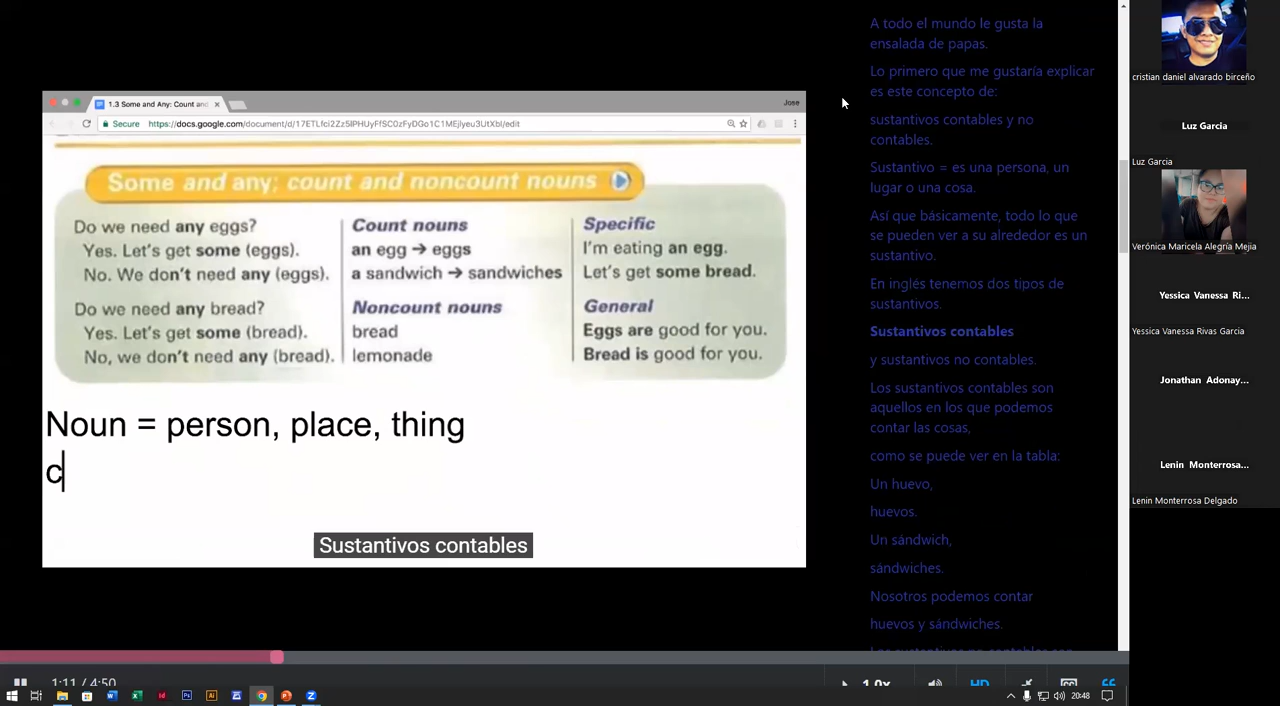 1.3 Some and Any: Count and
Jose
Secure https://docs.google.com/document/d/17ETLfci2Zz5lPHUyFfSC0zFyDGo1C1MEjlyeu3UtXbI/edit
Some and any; count and noncount nouns
Do we need any eggs?
Yes. Let's get some (eggs).
No. We don't need any (eggs).
Do we need any bread?
Yes. Let's get some (bread).
No, we don't need any (bread).
Count nouns
an egg → eggs
a sandwich → sandwiches
Noncount nouns
bread
lemonade
Specific
I'm eating an egg.
Let's get some bread.
General
Eggs are good for you.
Bread is good for you.
Noun = person, place, thing
c
Sustantivos contables
A todo el mundo le gusta la
ensalada de papas.
Lo primero que me gustaría explicar
es este concepto de:
sustantivos contables y no
contables.
Sustantivo = es una persona, un
lugar o una cosa.
Así que básicamente, todo lo que
se pueden ver a su alrededor es un
sustantivo.
En inglés tenemos dos tipos de
sustantivos.
Sustantivos contables
y sustantivos no contables.
Los sustantivos contables son
aquellos en los que podemos
contar las cosas,
como se puede ver en la tabla:
Un huevo,
huevos.
Un sándwich,
sándwiches.
Nosotros podemos contar
huevos y sándwiches.
cristian daniel alvarado birceño
Luz Garcia
Luz Garcia
Verónica Maricela Alegría Mejia
Yessica Vanessa Ri...
Yessica Vanessa Rivas Garcia
Jonathan Adonay...
Lenin Monterrosa...
Lenin Monterrosa Delgado
1:11 / 4:50
1.0x
HD
20:48